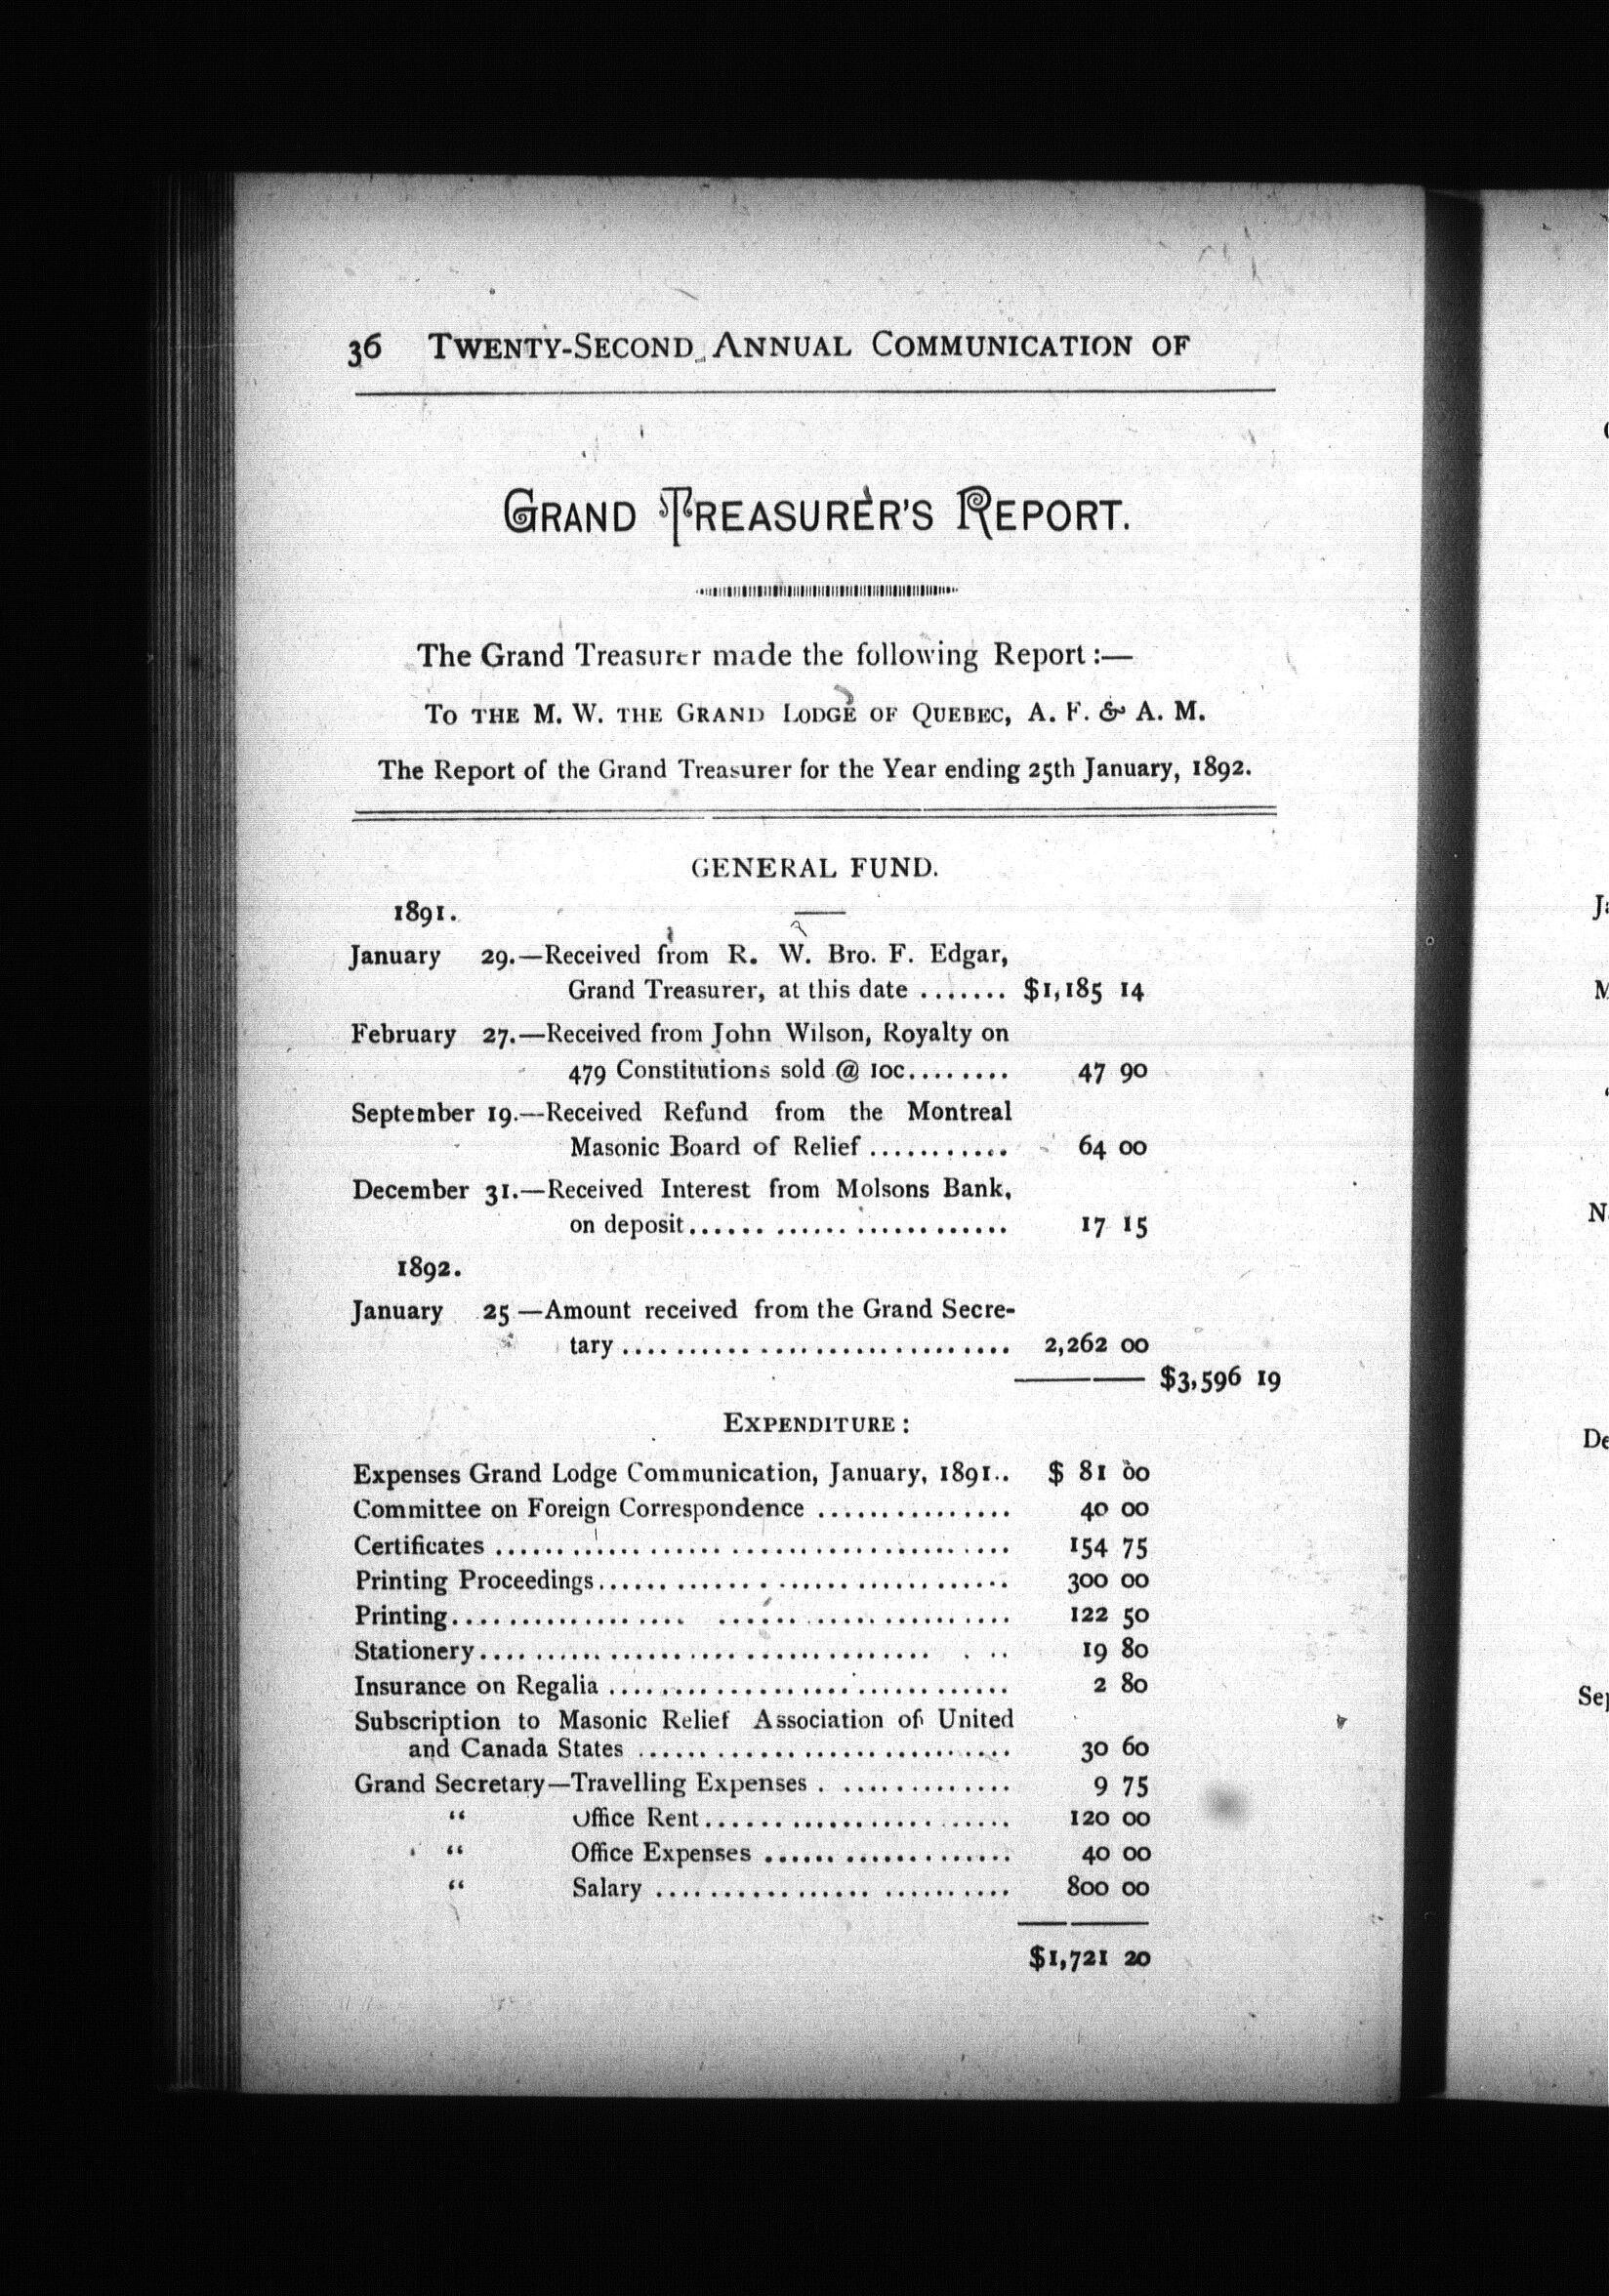 36 TWENTY-SECOND ANNUAL COMMUNICATION OF
GRAND TREASURER'S REPORT.
The Grand Treasurer made the following Report :—
TO THE M. W. THE GRAND LODGE OF QUEBEC, A. F. & A. M.
The Report of the Grand Treasurer for the Year ending 25th January, 1892.
GENERAL FUND.
1891.
January 29.—Received from R. W. Bro. F. Edgar,
Grand Treasurer, at this date ....... $1,185 14
February 27.—Received from John Wilson, Royalty on
479 Constitutions sold @ 10c........ 47 90
September 19.—Received Refund from the Montreal
Masonic Board of Relief ........... 64 00
December 31.—Received Interest from Molsons Bank,
on deposit...... ...... ............ 17 15
1892.
January 25 —Amount received from the Grand Secre-
tary ............................. 2,262 00
$3,596 19
EXPENDITURE :
Expenses Grand Lodge Communication, January, 1891.. $ 81 00
Committee on Foreign Correspondence ............... 40 00
Certificates ...................................... 154 75
Printing Proceedings............................... 300 00
Printing................. ...................... 122 50
Stationery.................................. . .. 19 80
Insurance on Regalia .............................. 2 80
Subscription to Masonic Relief Association of United
and Canada States ............................ 30 60
Grand Secretary—Travelling Expenses . ............. 9 75
“ Office Rent....................... 120 00
“ Office Expenses ...... ............. 40 00
“ Salary ................ .......... 800 00
$1,721 20